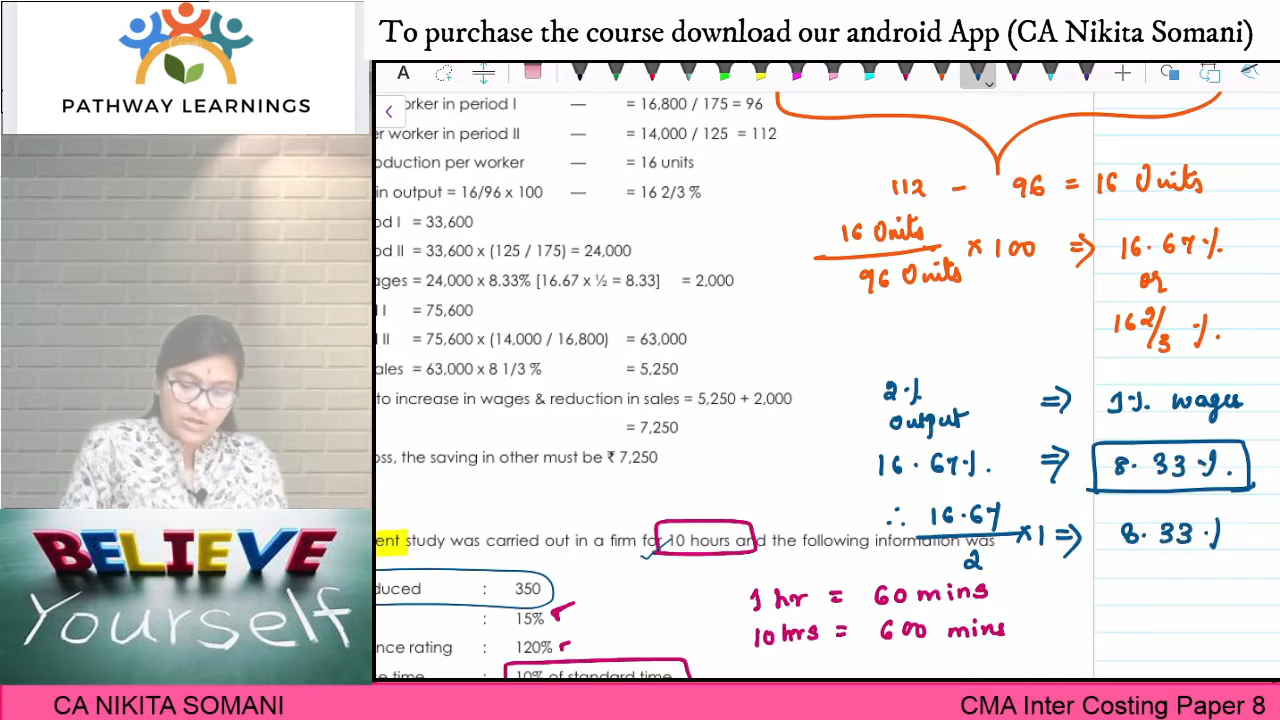 To purchase the course download our android App (CA Nikita Somani)
PATHWAY LEARNINGS
A
orker in period I — = 16,800 / 175 = 96
er worker in period II — = 14,000 / 125 = 112
oduction per worker — = 16 units
in output = 16/96 x 100 — = 16 2/3 %
od I = 33,600
od II = 33,600 x (125 / 175) = 24,000
ages = 24,000 x 8.33% [16.67 x ½ = 8.33] = 2,000
I = 75,600
II = 75,600 x (14,000 / 16,800) = 63,000
ales = 63,000 x 8 1/3 % = 5,250
to increase in wages & reduction in sales = 5,250 + 2,000
= 7,250
oss, the saving in other must be ₹ 7,250
112 - 96 = 16 Units
16 Units / 96 Units × 100 ⇒ 16.67%
or
16 2/3 %.
2% output ⇒ 1% wages
16.67%. ⇒ 8.33%.
∴ 16.67 / 2 × 1 ⇒ 8.33%
ent study was carried out in a firm for 10 hours and the following information was
duced : 350
: 15%
nce rating : 120%
e time : 10% of standard time
1 hr = 60 mins
10 hrs = 600 mins
BELIEVE
Yourself
CA NIKITA SOMANI
CMA Inter Costing Paper 8